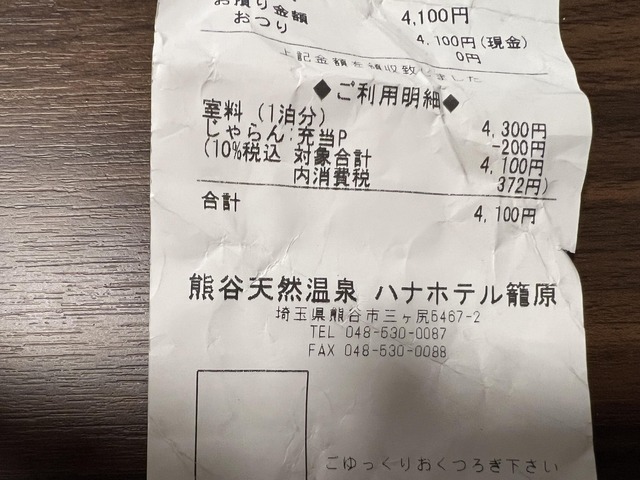 お預り金額 4,100円
4,100円(現金)
おつり 0円
上記金額を領収致しました
◆ご利用明細◆
室料 (1泊分) 4,300円
じゃらん:充当P -200円
(10%税込 対象合計 4,100円
内消費税 372円)
合計 4,100円
熊谷天然温泉 ハナホテル籠原
埼玉県熊谷市三ヶ尻5467-2
TEL 048-530-0087
FAX 048-530-0088
ごゆっくりおくつろぎ下さい